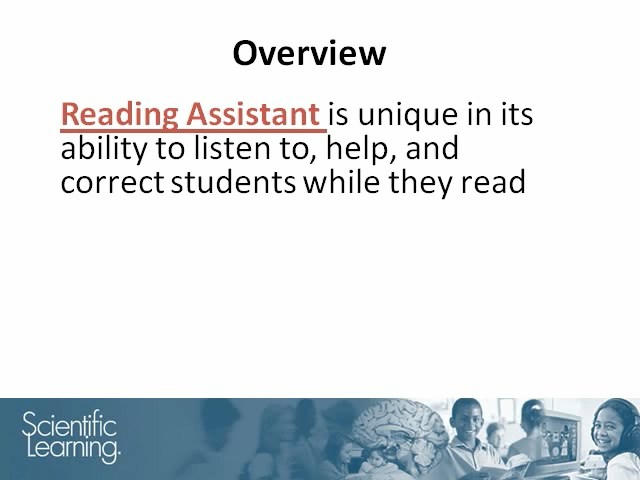 Overview
Reading Assistant is unique in its
ability to listen to, help, and
correct students while they read
Scientific
Learning.